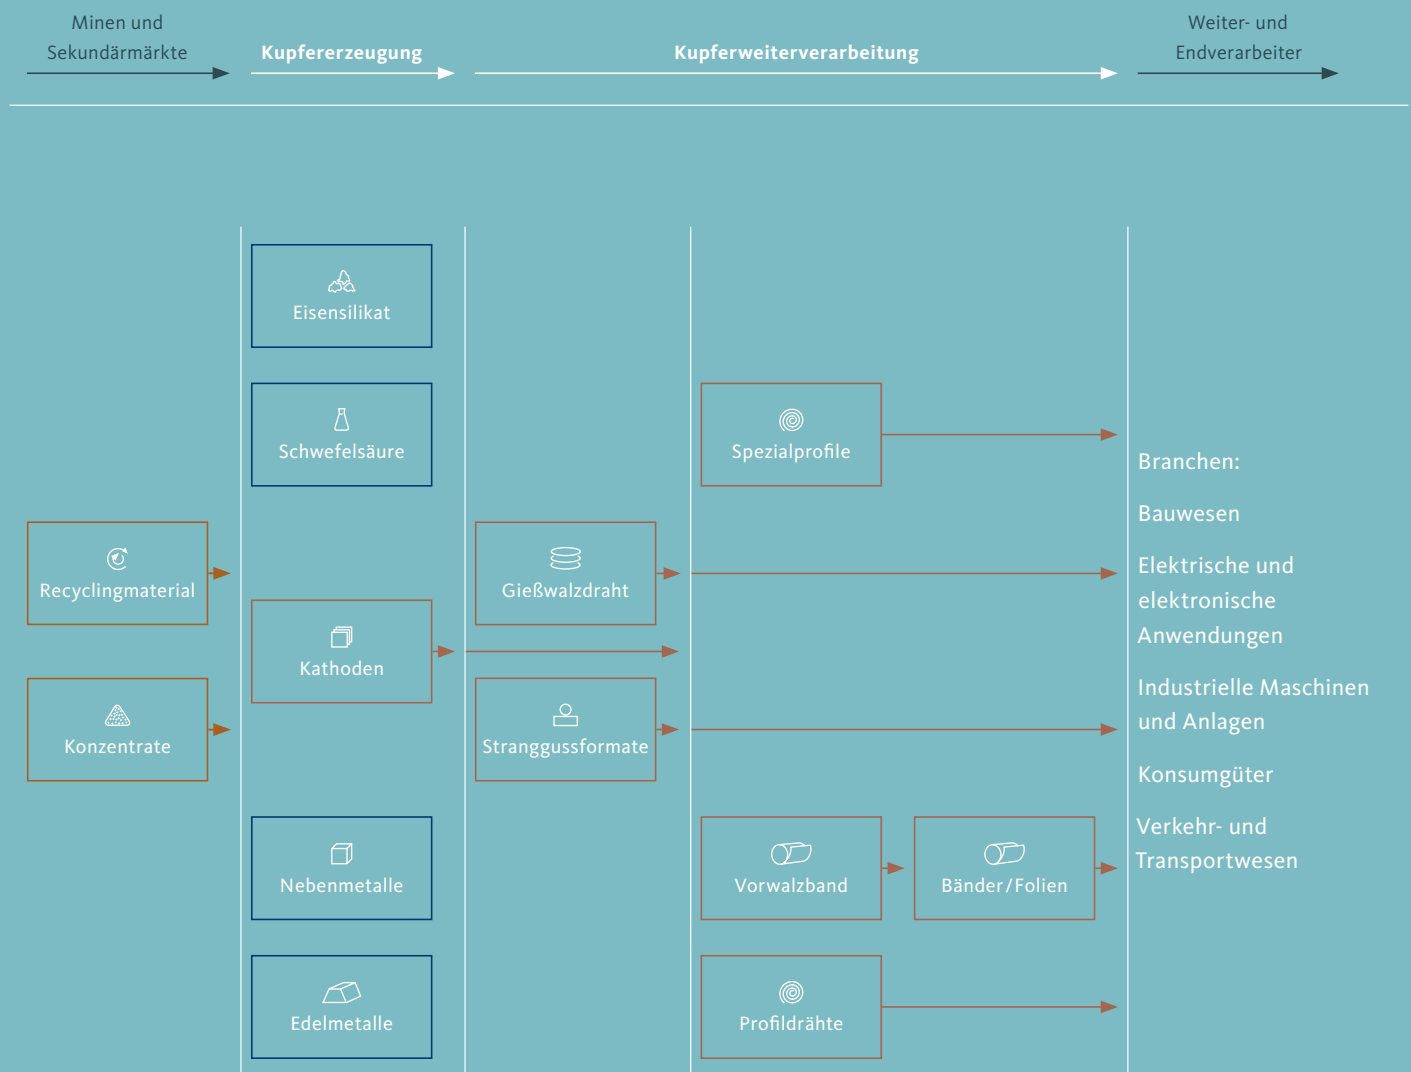 Minen und
Sekundärmärkte
Kupfererzeugung
Kupferweiterverarbeitung
Weiter- und
Endverarbeiter
Eisensilikat
Schwefelsäure
Spezialprofile
Recyclingmaterial
Gießwalzdraht
Kathoden
Konzentrate
Stranggussformate
Nebenmetalle
Vorwalzband
Bänder/Folien
Edelmetalle
Profildrähte
Branchen:
Bauwesen
Elektrische und
elektronische
Anwendungen
Industrielle Maschinen
und Anlagen
Konsumgüter
Verkehr- und
Transportwesen